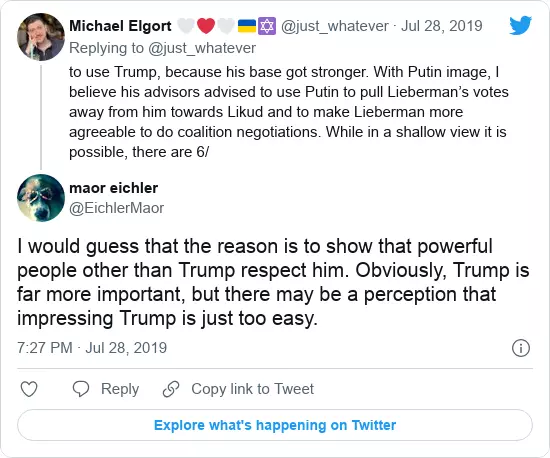 Michael Elgort 🤍❤️🤍🇺🇦✡️ @just_whatever · Jul 28, 2019
Replying to @just_whatever
to use Trump, because his base got stronger. With Putin image, I
believe his advisors advised to use Putin to pull Lieberman’s votes
away from him towards Likud and to make Lieberman more
agreeable to do coalition negotiations. While in a shallow view it is
possible, there are 6/
maor eichler
@EichlerMaor
I would guess that the reason is to show that powerful
people other than Trump respect him. Obviously, Trump is
far more important, but there may be a perception that
impressing Trump is just too easy.
7:27 PM · Jul 28, 2019
Reply Copy link to Tweet
Explore what's happening on Twitter